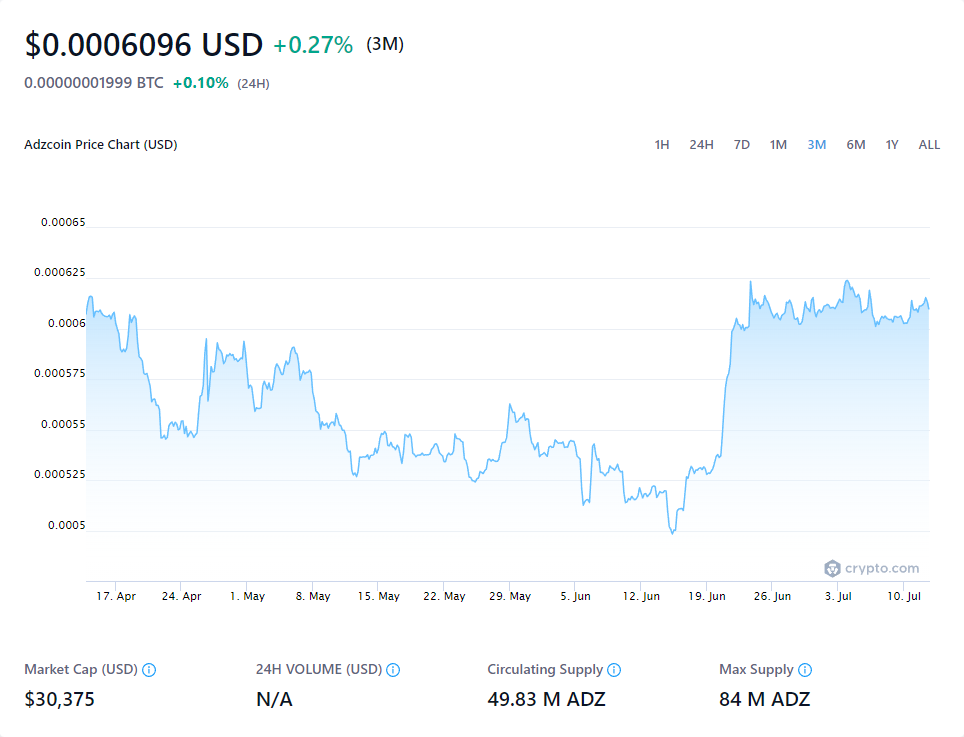 $0.0006096 USD +0.27% (3M)
0.00000001999 BTC +0.10% (24H)
Adzcoin Price Chart (USD) 1H 24H 7D 1M 3M 6M 1Y ALL
0.00065
0.000625
0.0006
0.000575
0.00055
0.000525
0.0005
crypto.com
17. Apr 24. Apr 1. May 8. May 15. May 22. May 29. May 5. Jun 12. Jun 19. Jun 26. Jun 3. Jul 10. Jul
Market Cap (USD) 24H VOLUME (USD) Circulating Supply Max Supply
$30,375 N/A 49.83 M ADZ 84 M ADZ